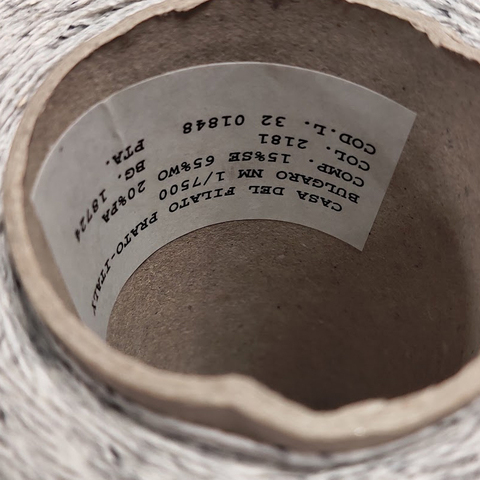 CASA DEL FILATO PRATO-ITALY
BULGARO NM 1/7500
COMP. 15%SE 65%WO 20%PA
COL. 2181 BG. 18724
COD.L. 32 01848 PTA.